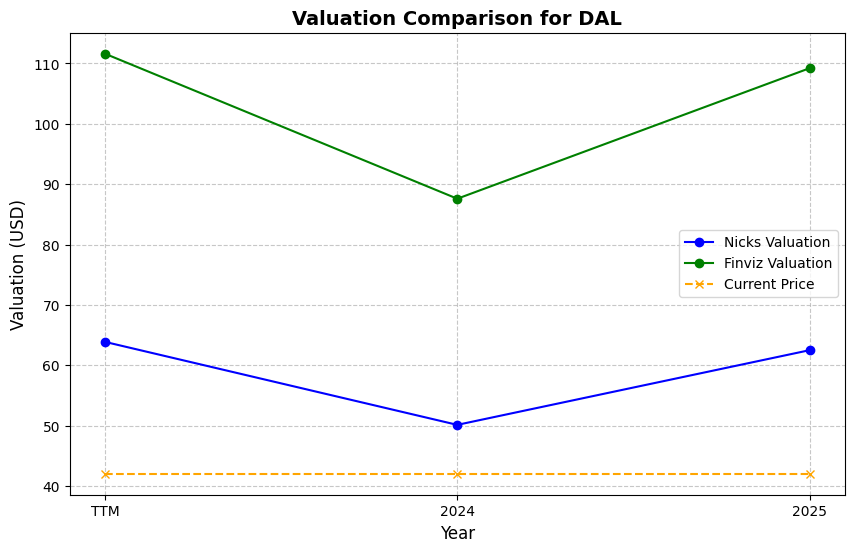 Valuation Comparison for DAL
Valuation (USD)
110
100
90
80
70
60
50
40
Nicks Valuation
Finviz Valuation
Current Price
TTM
2024
2025
Year